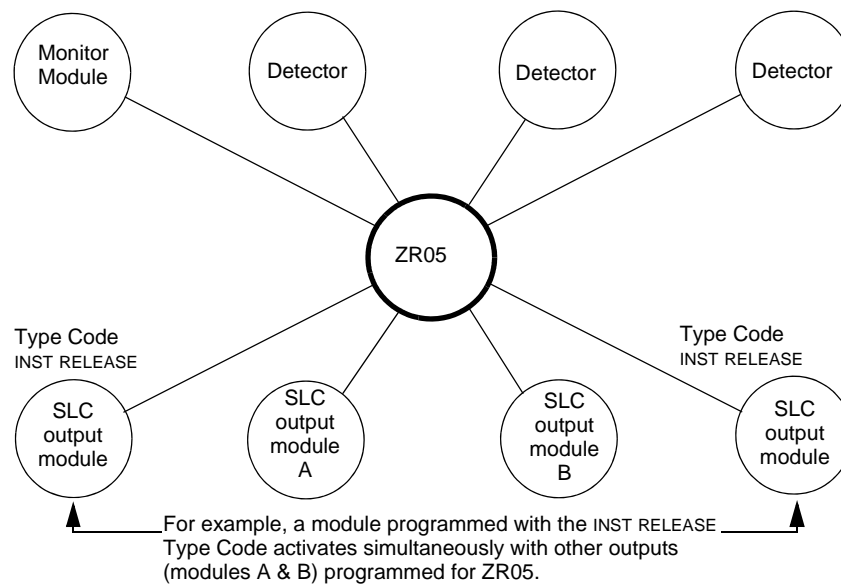 Monitor
Module
Detector
Detector
Detector
ZR05
Type Code
INST RELEASE
Type Code
INST RELEASE
SLC
output
module
SLC
output
module
A
SLC
output
module
B
SLC
output
module
For example, a module programmed with the INST RELEASE
Type Code activates simultaneously with other outputs
(modules A & B) programmed for ZR05.